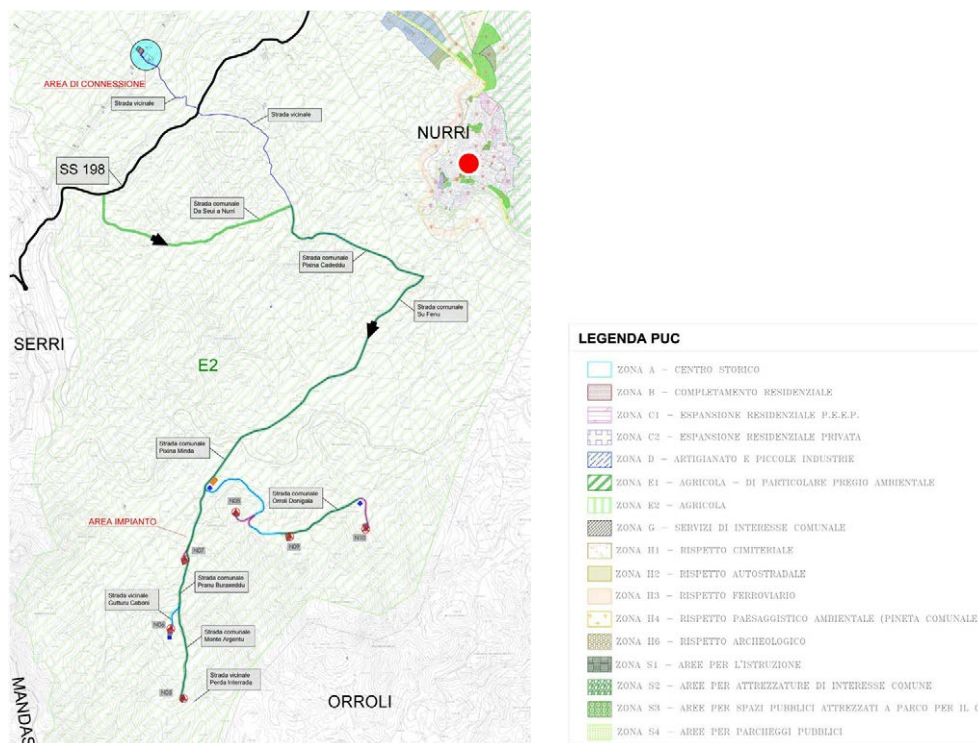 AREA DI CONNESSIONE
Strada vicinale
Strada vicinale
NURRI
SS 198
Strada comunale
Da Seui a Nurri
Strada comunale
Pixina Cadeddu
Strada comunale
Su Fenu
SERRI
E2
Strada comunale
Pixina Minda
Strada comunale
Orroli Donigala
N05
AREA IMPIANTO
N09
N10
N07
Strada comunale
Pranu Buraxeddu
Strada vicinale
Gutturu Caboni
N06
Strada comunale
Monte Argentu
Strada vicinale
Perda Interrada
MANDAS
ORROLI
LEGENDA PUC
ZONA A - CENTRO STORICO
ZONA B - COMPLETAMENTO RESIDENZIALE
ZONA C1 - ESPANSIONE RESIDENZIALE P.E.E.P.
ZONA C2 - ESPANSIONE RESIDENZIALE PRIVATA
ZONA D - ARTIGIANATO E PICCOLE INDUSTRIE
ZONA E1 - AGRICOLA - DI PARTICOLARE PREGIO AMBIENTALE
ZONA E2 - AGRICOLA
ZONA G - SERVIZI DI INTERESSE COMUNALE
ZONA H1 - RISPETTO CIMITERIALE
ZONA H2 - RISPETTO AUTOSTRADALE
ZONA H3 - RISPETTO FERROVIARIO
ZONA H4 - RISPETTO PAESAGGISTICO AMBIENTALE (PINETA COMUNALE
ZONA H6 - RISPETTO ARCHEOLOGICO
ZONA S1 - AREE PER L'ISTRUZIONE
ZONA S2 - AREE PER ATTREZZATURE DI INTERESSE COMUNE
ZONA S3 - AREE PER SPAZI PUBBLICI ATTREZZATI A PARCO PER IL
ZONA S4 - AREE PER PARCHEGGI PUBBLICI